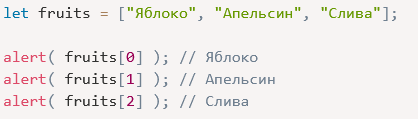 let fruits = ["Яблоко", "Апельсин", "Слива"];
alert( fruits[0] ); // Яблоко
alert( fruits[1] ); // Апельсин
alert( fruits[2] ); // Слива